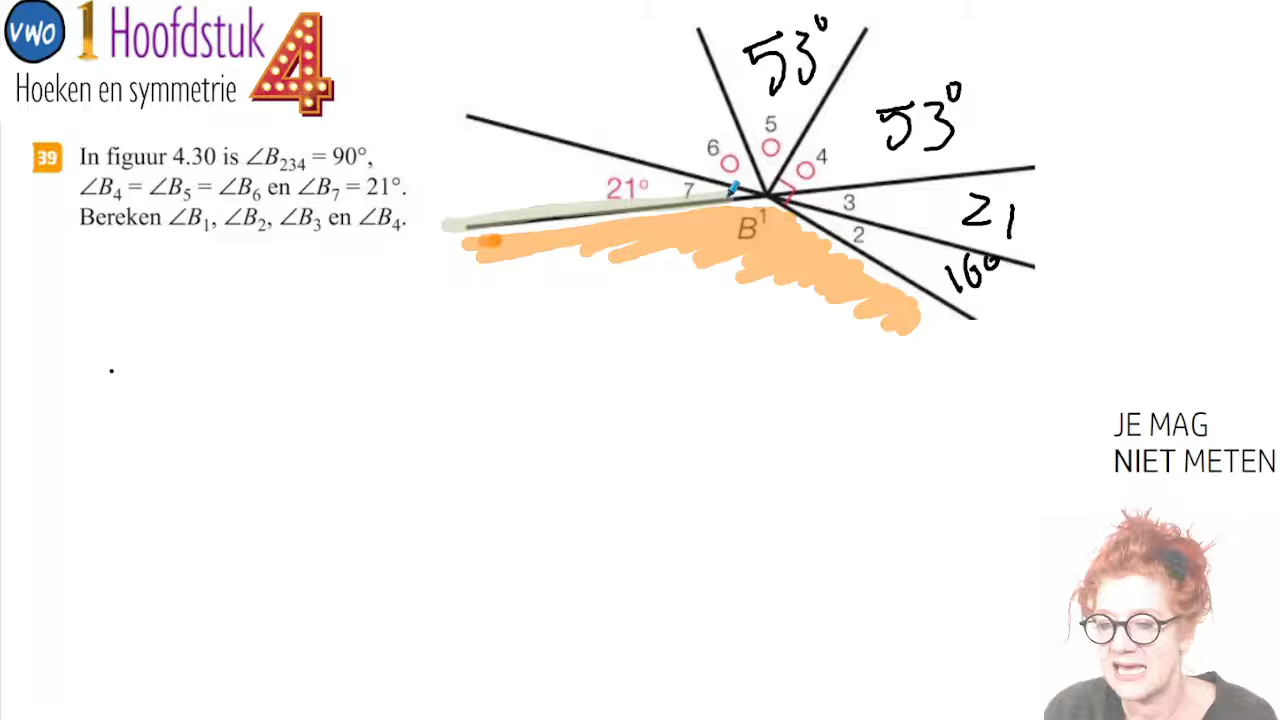 vwo 1 Hoofdstuk 4
Hoeken en symmetrie
39 In figuur 4.30 is ∠B₂₃₄ = 90°,
∠B₄ = ∠B₅ = ∠B₆ en ∠B₇ = 21°.
Bereken ∠B₁, ∠B₂, ∠B₃ en ∠B₄.
53°
53°
5
6
4
21°
7
3
21
B
1
2
16°
JE MAG
NIET METEN